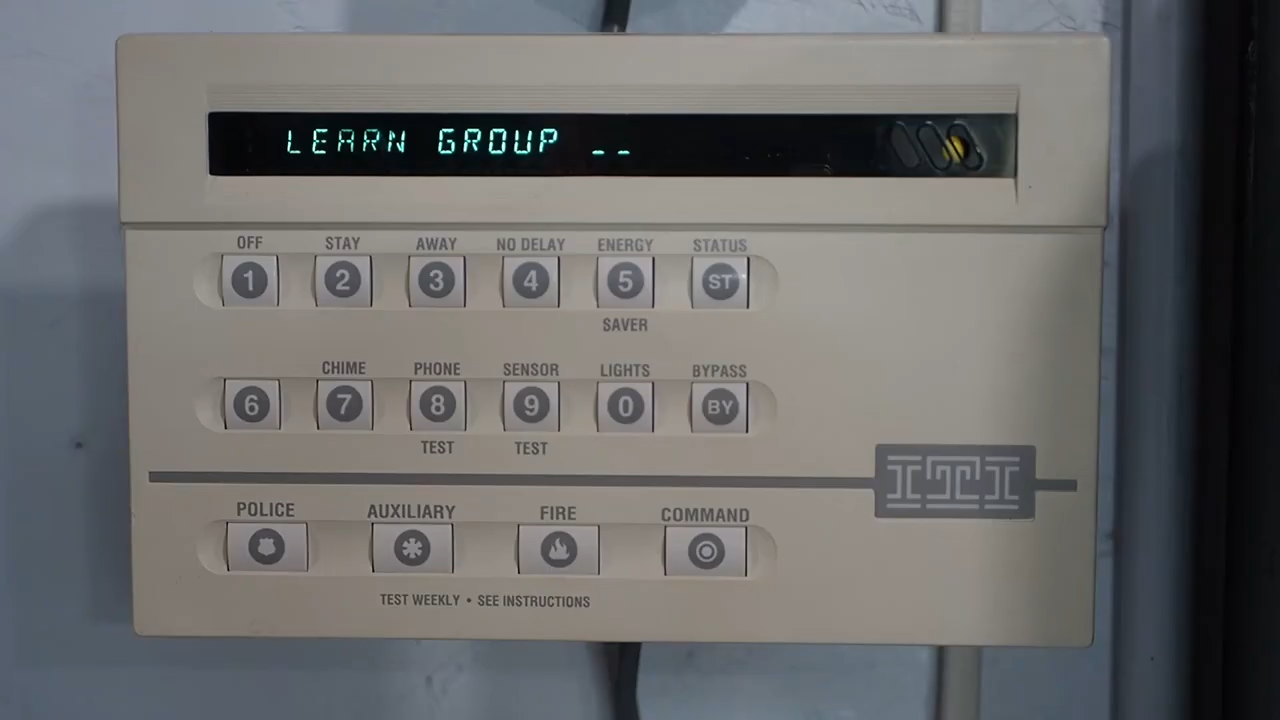 LEARN GROUP _ _
OFF STAY AWAY NO DELAY ENERGY STATUS
1 2 3 4 5 ST
SAVER
CHIME PHONE SENSOR LIGHTS BYPASS
6 7 8 9 0 BY
TEST TEST
ITI
POLICE AUXILIARY FIRE COMMAND
TEST WEEKLY • SEE INSTRUCTIONS